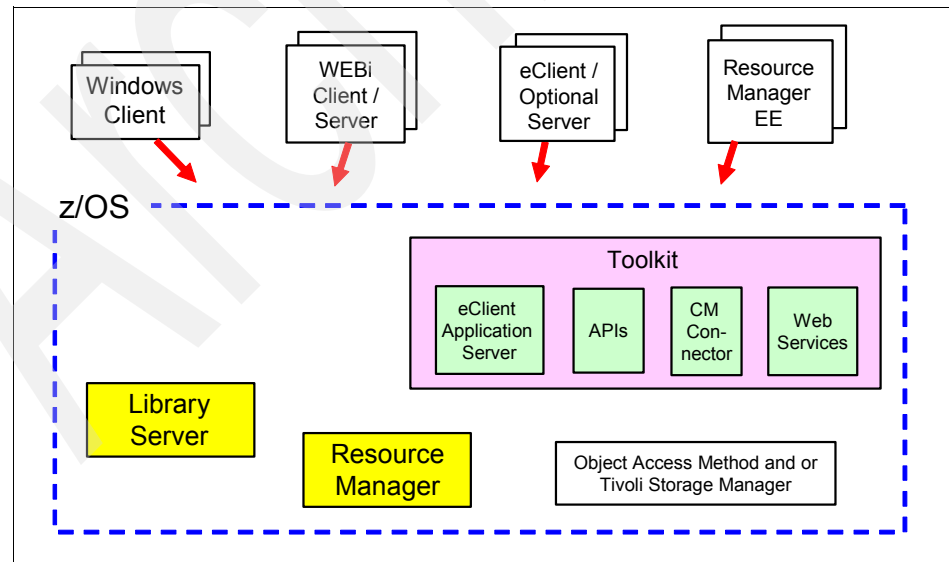 Windows
Client
WEBi
Client /
Server
eClient /
Optional
Server
Resource
Manager
EE
z/OS
Toolkit
eClient
Application
Server
APIs
CM
Con-
nector
Web
Services
Library
Server
Resource
Manager
Object Access Method and or
Tivoli Storage Manager